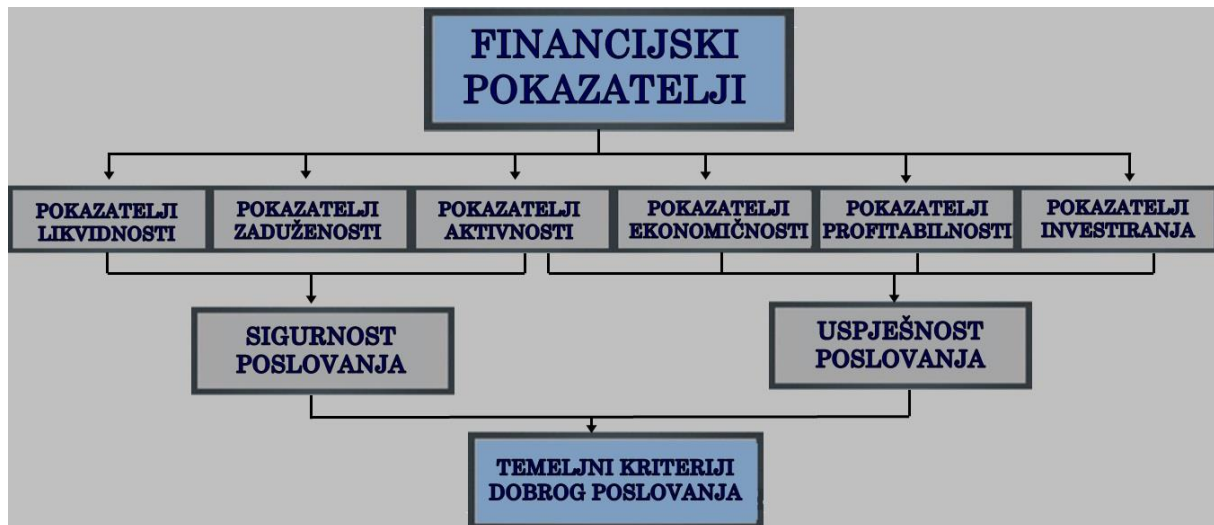 FINANCIJSKI
POKAZATELJI
POKAZATELJI
LIKVIDNOSTI
POKAZATELJI
ZADUŽENOSTI
POKAZATELJI
AKTIVNOSTI
POKAZATELJI
EKONOMIČNOSTI
POKAZATELJI
PROFITABILNOSTI
POKAZATELJI
INVESTIRANJA
SIGURNOST
POSLOVANJA
USPJEŠNOST
POSLOVANJA
TEMELJNI KRITERIJI
DOBROG POSLOVANJA